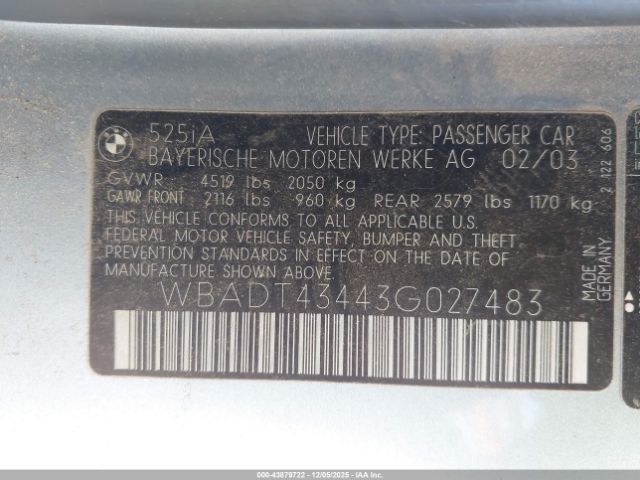 BMW
525iA VEHICLE TYPE: PASSENGER CAR
BAYERISCHE MOTOREN WERKE AG 02/03
GVWR 4519 lbs 2050 kg
GAWR FRONT 2116 lbs 960 kg REAR 2579 lbs 1170 kg
THIS VEHICLE CONFORMS TO ALL APPLICABLE U.S.
FEDERAL MOTOR VEHICLE SAFETY, BUMPER AND THEFT
PREVENTION STANDARDS IN EFFECT ON THE DATE OF
MANUFACTURE SHOWN ABOVE.
WBADT43443G027483
2 122 606
MADE IN
GERMANY
000-43879722 - 12/05/2025 - COPYRIGHT IAA, LLC